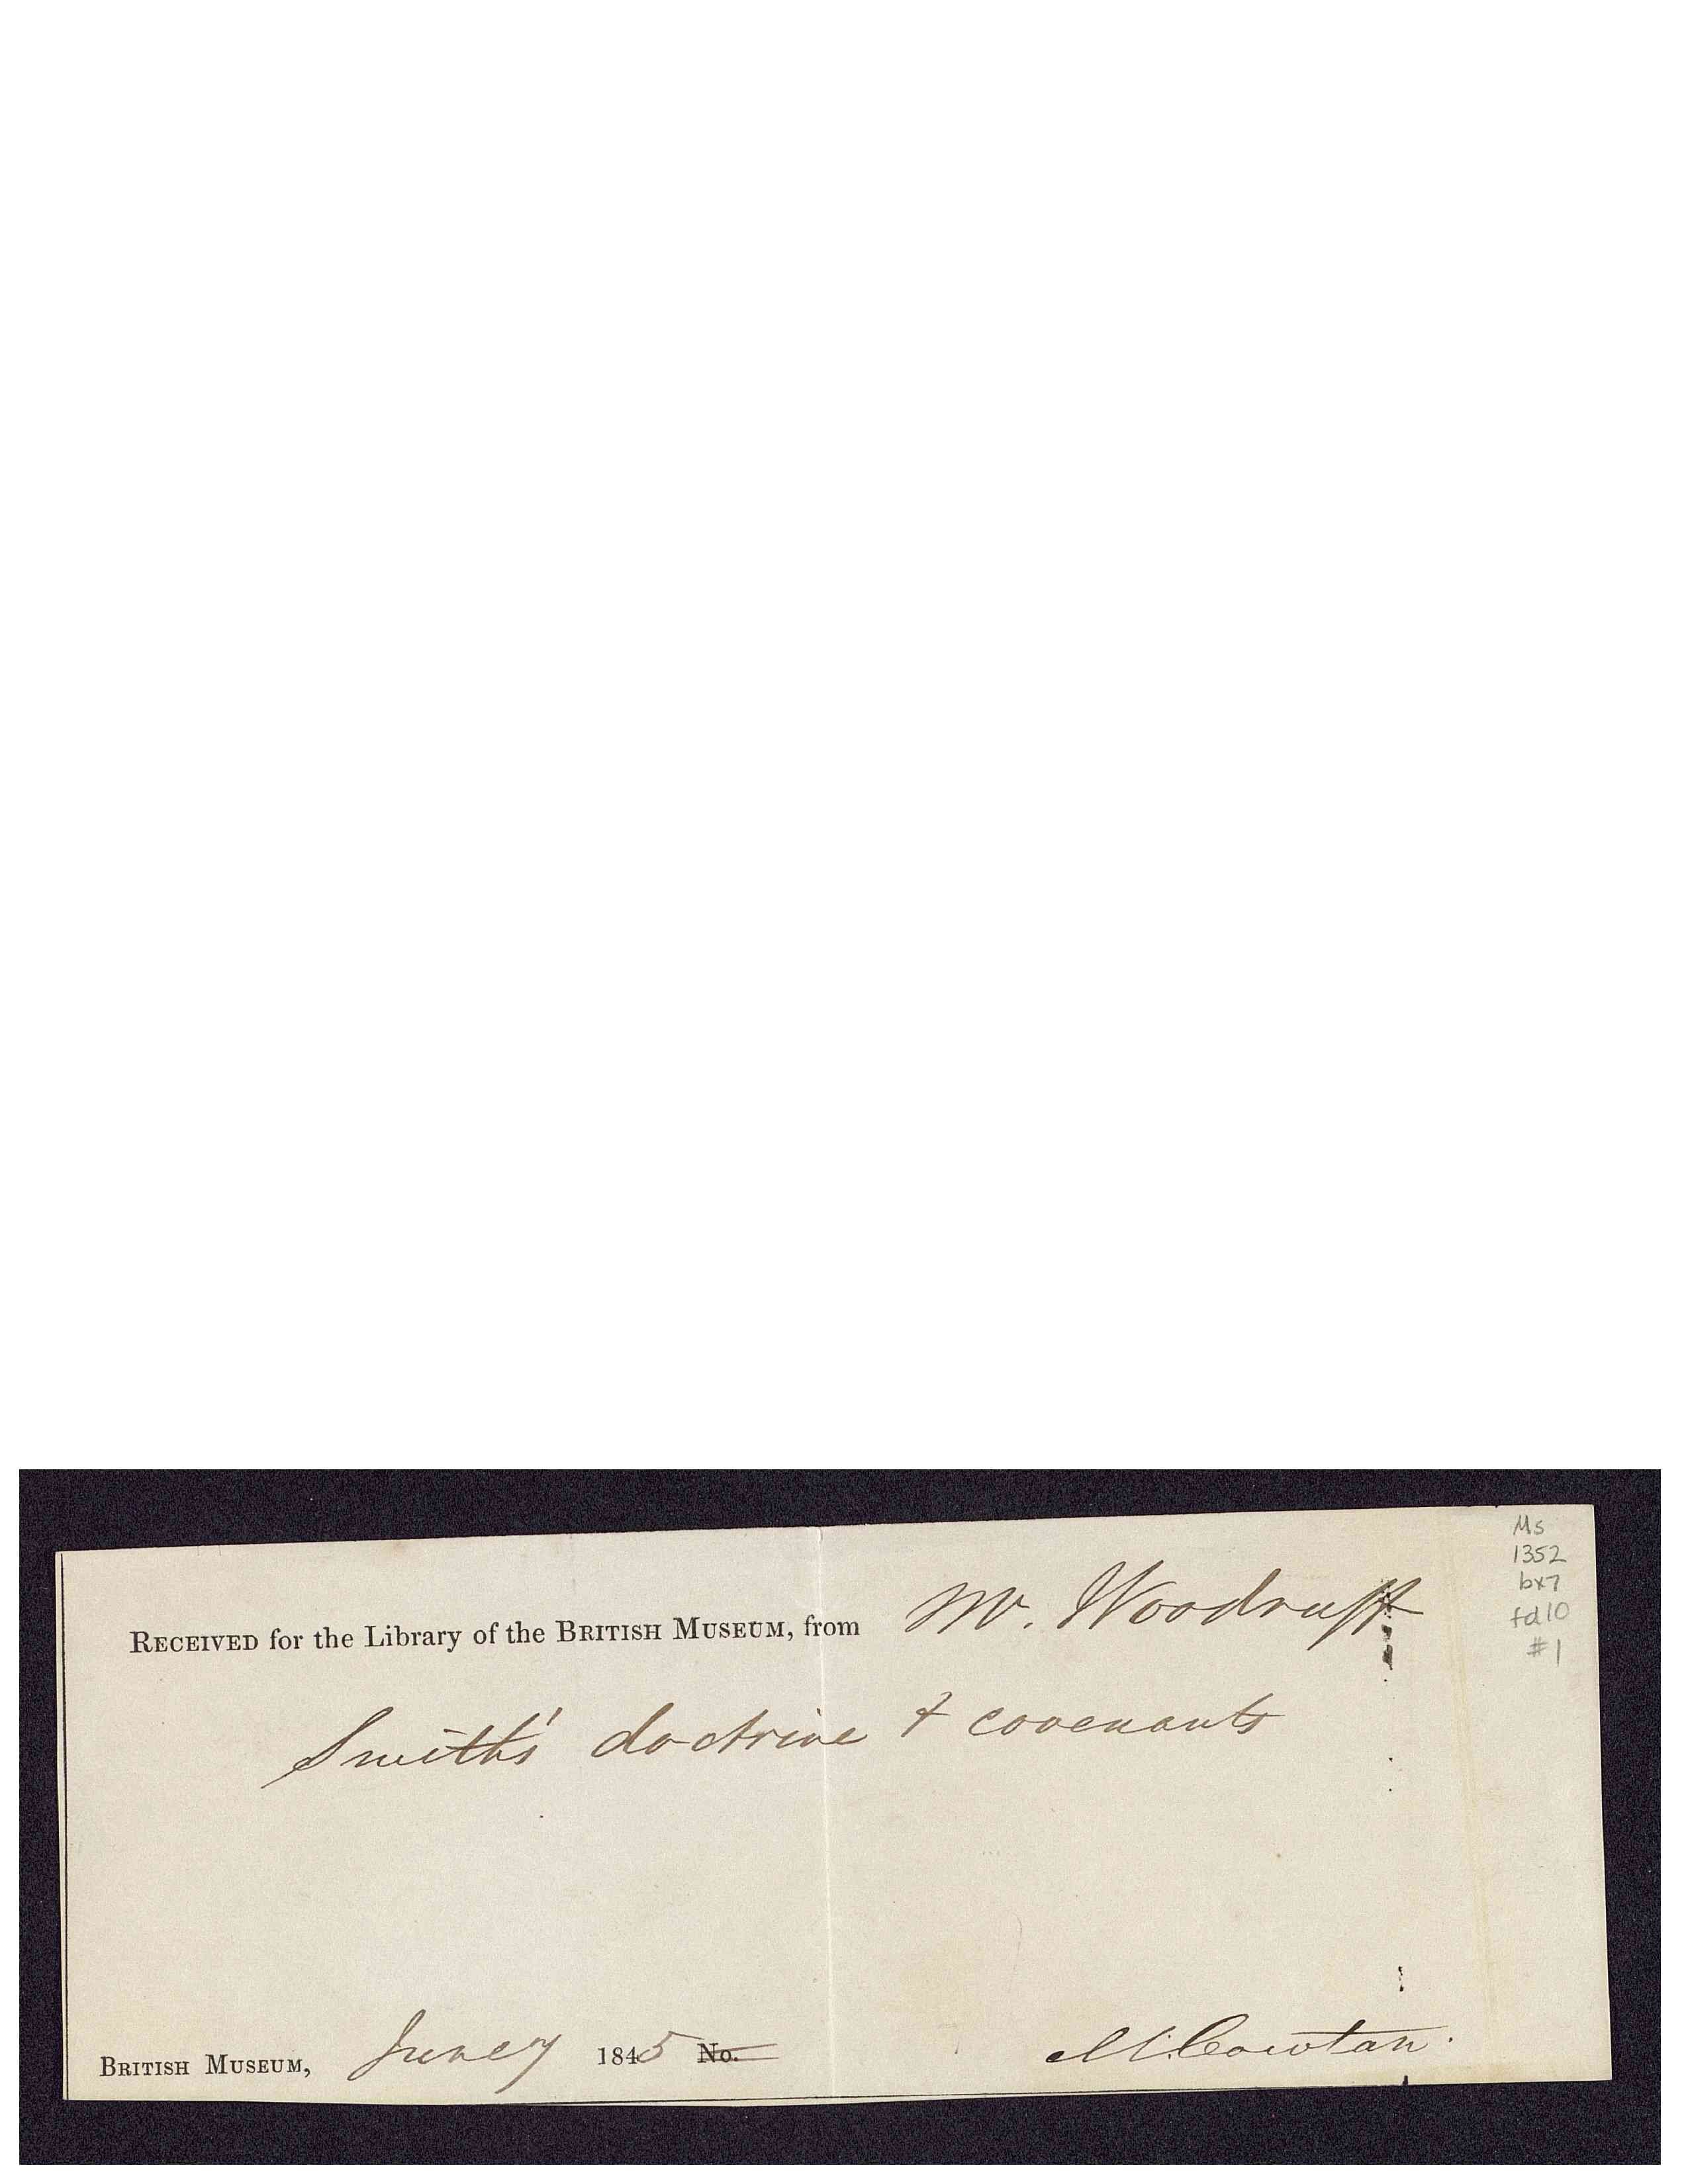 Ms
1352
bx7
fd10
#1
RECEIVED for the Library of the BRITISH MUSEUM, from Mr. Woodruff
Smith's doctrine & covenants
BRITISH MUSEUM, June 7 1845 No.
M. Cowtan.